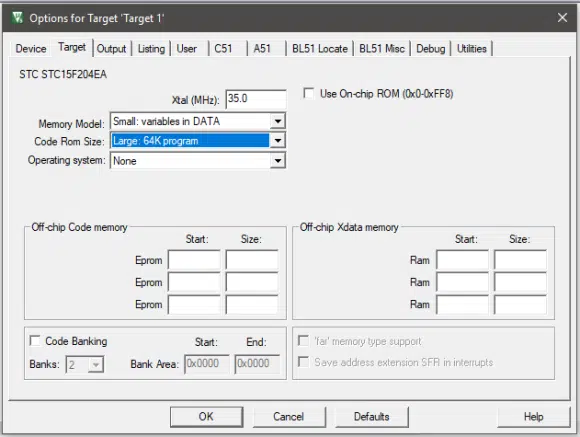 Options for Target 'Target 1'
Device Target Output Listing User C51 A51 BL51 Locate BL51 Misc Debug Utilities
STC STC15F204EA
Xtal (MHz): 35.0 Use On-chip ROM (0x0-0xFF8)
Memory Model: Small: variables in DATA
Code Rom Size: Large: 64K program
Operating system: None
Off-chip Code memory Off-chip Xdata memory
Start: Size: Start: Size:
Eprom Ram
Eprom Ram
Eprom Ram
Code Banking Start: End: 'far' memory type support
Banks: 2 Bank Area: 0x0000 0x0000 Save address extension SFR in interrupts
OK Cancel Defaults Help